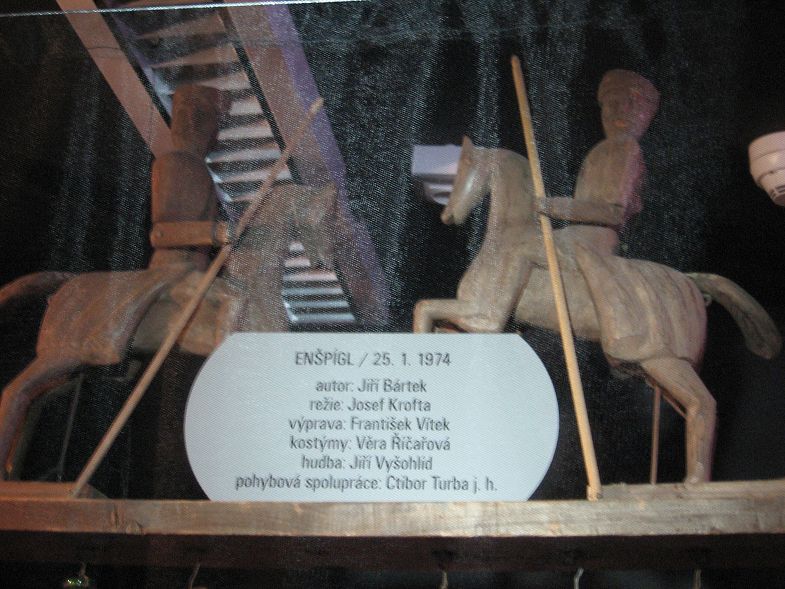 ENŠPÍGL / 25. 1. 1974
autor: Jiří Bártek
režie: Josef Krofta
výprava: František Vítek
kostýmy: Věra Říčařová
hudba: Jiří Vyšohlíd
pohybová spolupráce: Ctibor Turba j. h.